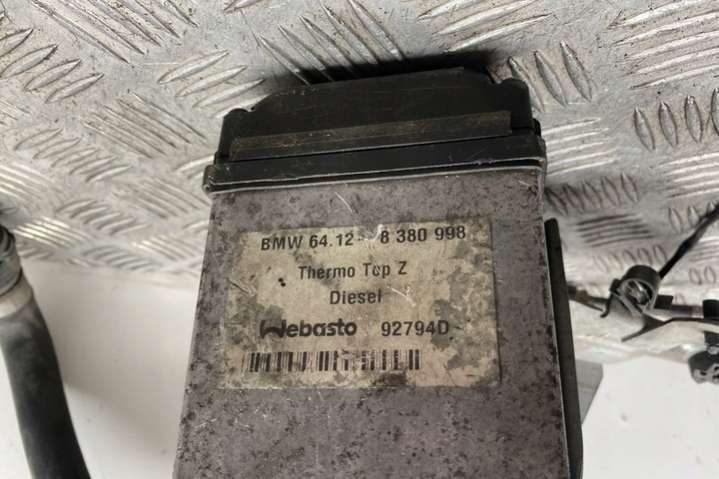 BMW 64.12- 8 380 998
Thermo Top Z
Diesel
Webasto 92794D